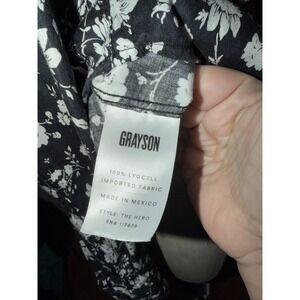 GRAYSON
100% LYOCELL
IMPORTED FABRIC
MADE IN MEXICO
STYLE: THE HERO